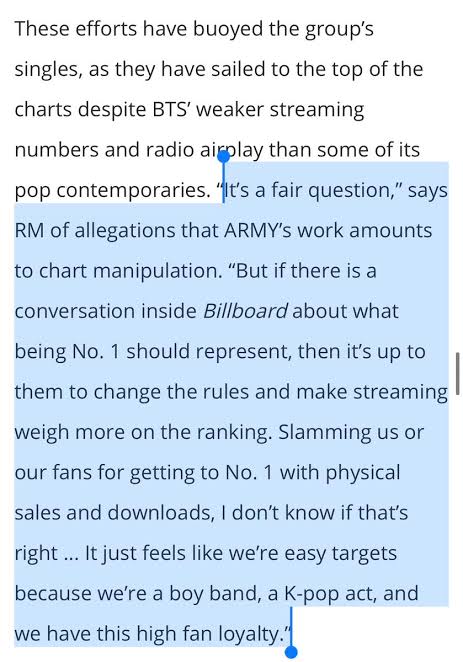 These efforts have buoyed the group’s
singles, as they have sailed to the top of the
charts despite BTS’ weaker streaming
numbers and radio airplay than some of its
pop contemporaries. “It’s a fair question,” says
RM of allegations that ARMY’s work amounts
to chart manipulation. “But if there is a
conversation inside Billboard about what
being No. 1 should represent, then it’s up to
them to change the rules and make streaming
weigh more on the ranking. Slamming us or
our fans for getting to No. 1 with physical
sales and downloads, I don’t know if that’s
right ... It just feels like we’re easy targets
because we’re a boy band, a K-pop act, and
we have this high fan loyalty.”